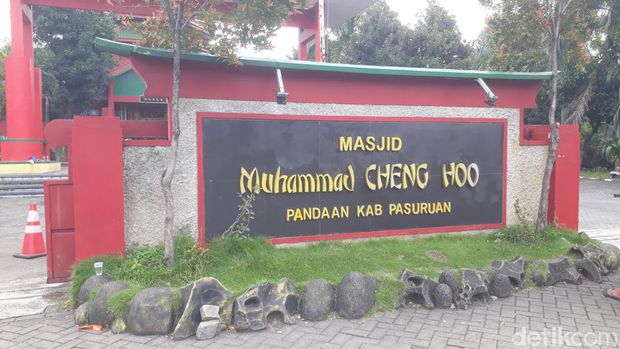 MASJID
Muhammad CHENG HOO
PANDAAN KAB PASURUAN
detikcom